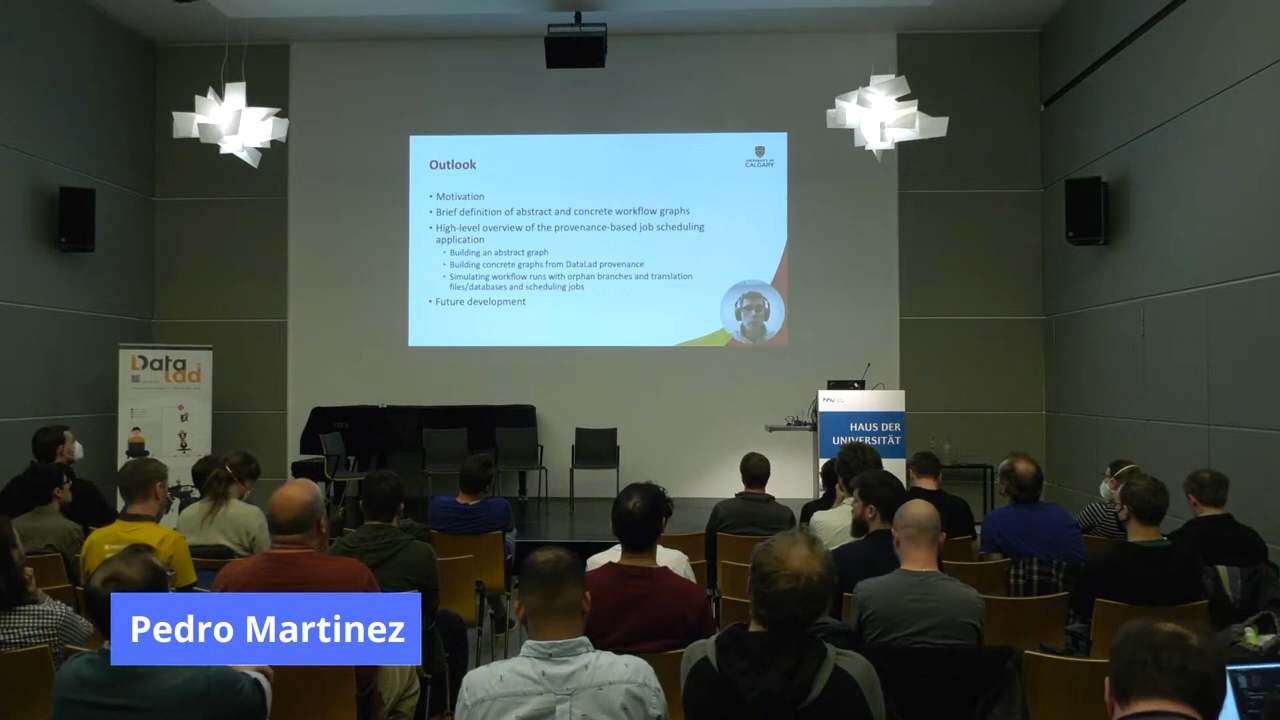 Outlook
UNIVERSITY OF
CALGARY
• Motivation
• Brief definition of abstract and concrete workflow graphs
• High-level overview of the provenance-based job scheduling
application
• Building an abstract graph
• Building concrete graphs from DataLad provenance
• Simulating workflow runs with orphan branches and translation
files/databases and scheduling jobs
• Future development
Data
lad
hhu
HAUS DER
UNIVERSITÄT
Pedro Martinez